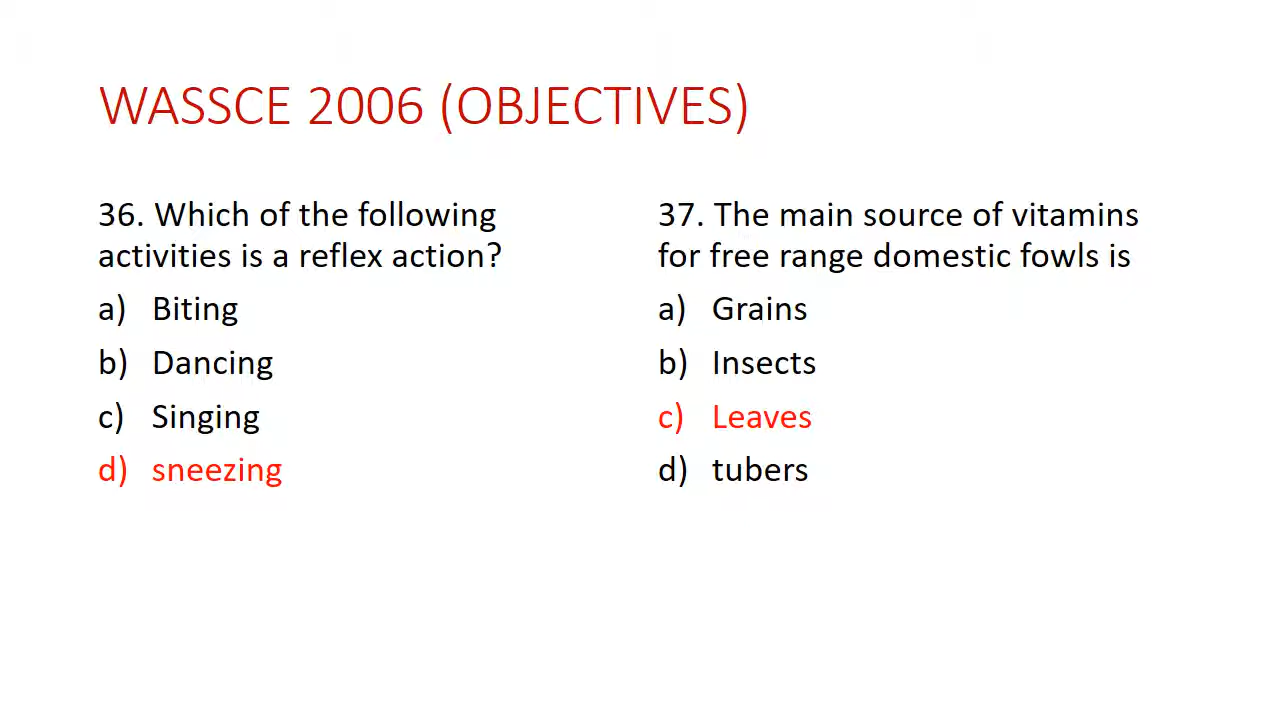 WASSCE 2006 (OBJECTIVES)
36. Which of the following
activities is a reflex action?
a) Biting
b) Dancing
c) Singing
d) sneezing
37. The main source of vitamins
for free range domestic fowls is
a) Grains
b) Insects
c) Leaves
d) tubers